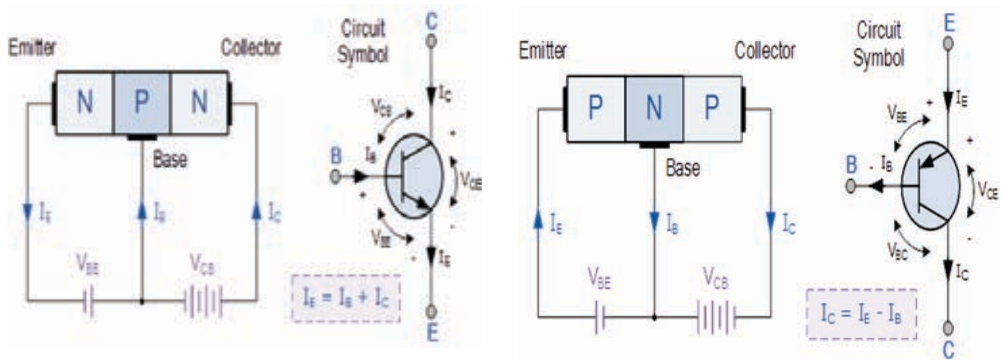 Emitter
Collector
N
P
N
Base
I_E
I_B
I_C
V_BE
V_CB
Circuit
Symbol
C
I_C
V_CB
B
I_B
+
+
V_CE
V_BE
-
-
I_E
E
I_E = I_B + I_C
Emitter
Collector
P
N
P
Base
I_E
I_B
I_C
V_BE
V_CB
Circuit
Symbol
E
I_E
V_BE
+
+
B
- I_B
V_CE
V_BC
-
I_C
C
I_C = I_E - I_B